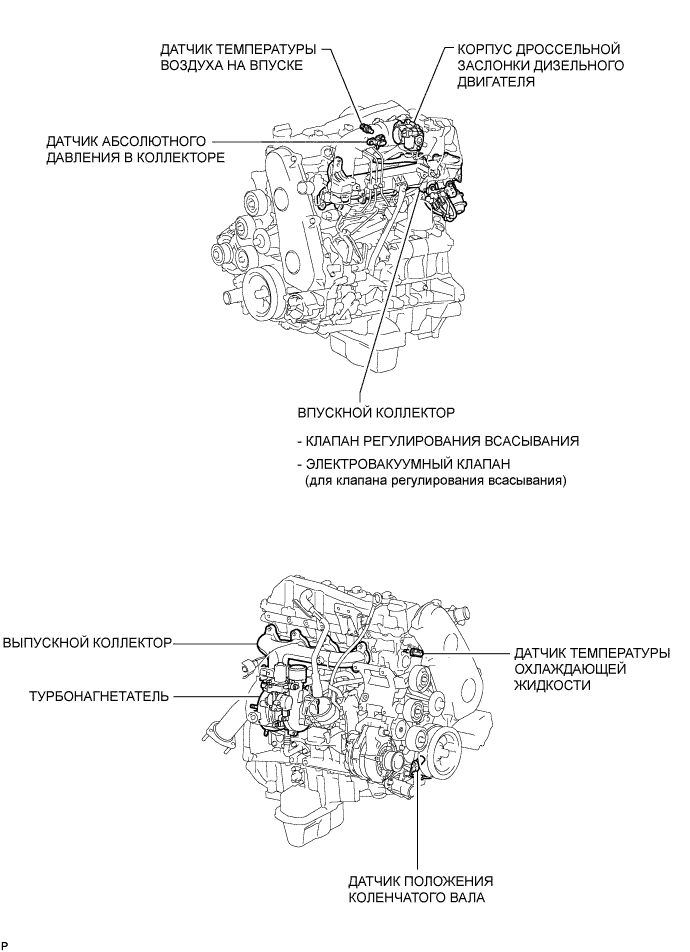 ДАТЧИК ТЕМПЕРАТУРЫ
ВОЗДУХА НА ВПУСКЕ
КОРПУС ДРОССЕЛЬНОЙ
ЗАСЛОНКИ ДИЗЕЛЬНОГО
ДВИГАТЕЛЯ
ДАТЧИК АБСОЛЮТНОГО
ДАВЛЕНИЯ В КОЛЛЕКТОРЕ
ВПУСКНОЙ КОЛЛЕКТОР
- КЛАПАН РЕГУЛИРОВАНИЯ ВСАСЫВАНИЯ
- ЭЛЕКТРОВАКУУМНЫЙ КЛАПАН
(для клапана регулирования всасывания)
ВЫПУСКНОЙ КОЛЛЕКТОР
ТУРБОНАГНЕТАТЕЛЬ
ДАТЧИК ТЕМПЕРАТУРЫ
ОХЛАЖДАЮЩЕЙ
ЖИДКОСТИ
ДАТЧИК ПОЛОЖЕНИЯ
КОЛЕНЧАТОГО ВАЛА
P